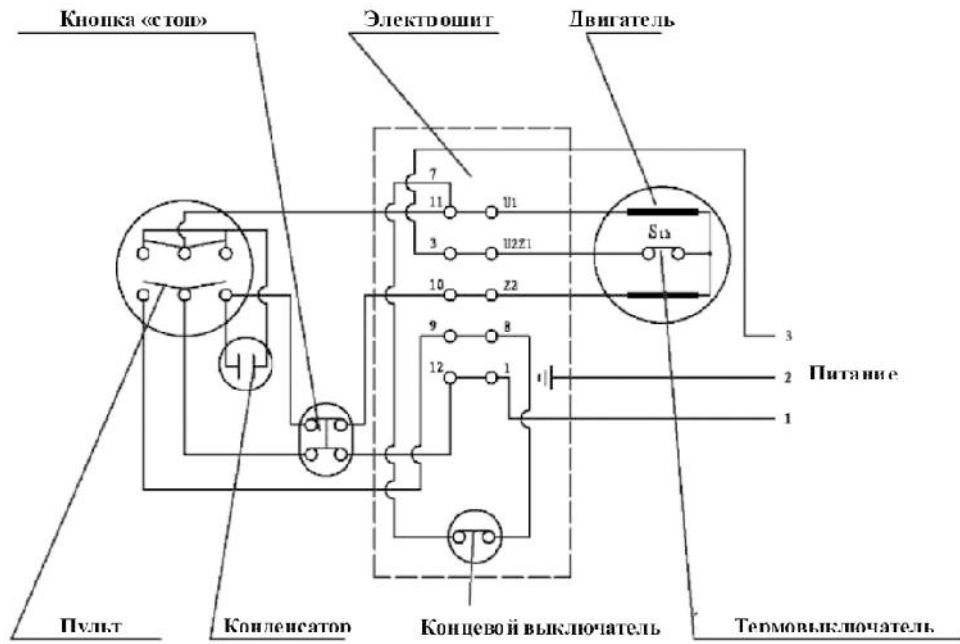 Кнопка «стоп» Электрощит Двигатель
7
11 U1
Sth
3 U2Z1
10 Z2
9 8
3
12 1
2 Питание
1
Пульт Конденсатор Концевой выключатель Термовыключатель